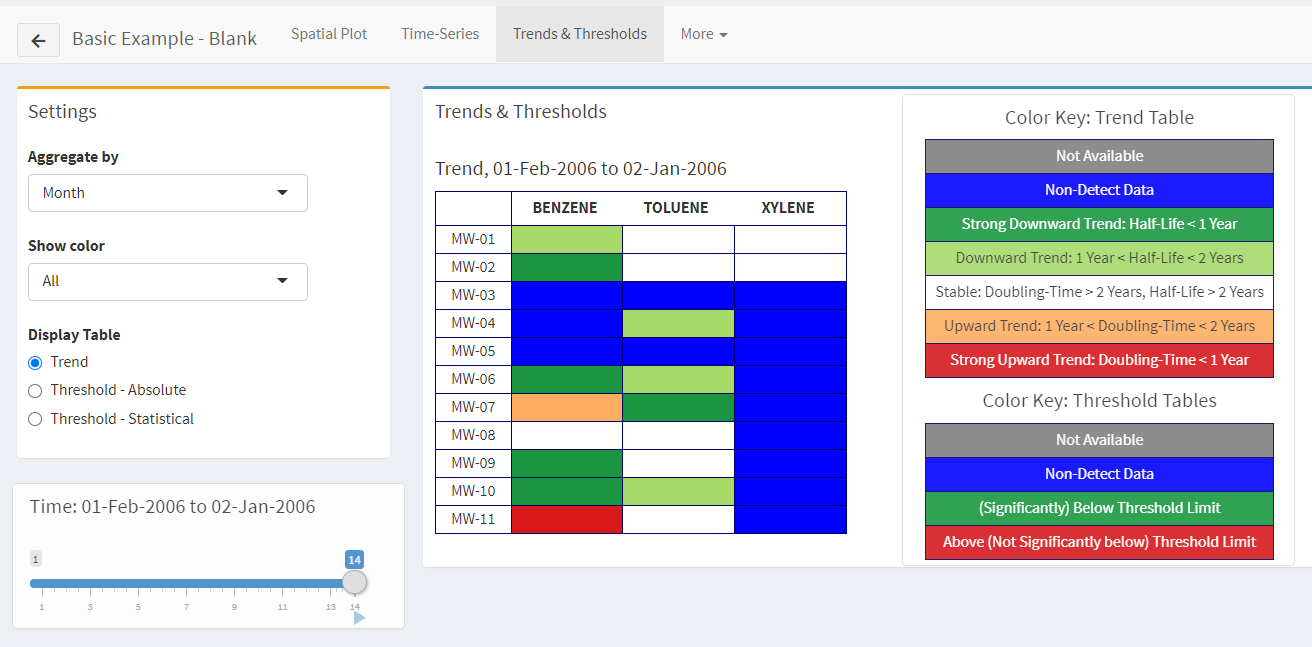 Basic Example - Blank
Spatial Plot
Time-Series
Trends & Thresholds
More
Settings
Aggregate by
Month
Show color
All
Display Table
Trend
Threshold - Absolute
Threshold - Statistical
Time: 01-Feb-2006 to 02-Jan-2006
1
14
1 3 5 7 9 11 13 14
Trends & Thresholds
Trend, 01-Feb-2006 to 02-Jan-2006
BENZENE TOLUENE XYLENE
MW-01
MW-02
MW-03
MW-04
MW-05
MW-06
MW-07
MW-08
MW-09
MW-10
MW-11
Color Key: Trend Table
Not Available
Non-Detect Data
Strong Downward Trend: Half-Life < 1 Year
Downward Trend: 1 Year < Half-Life < 2 Years
Stable: Doubling-Time > 2 Years, Half-Life > 2 Years
Upward Trend: 1 Year < Doubling-Time < 2 Years
Strong Upward Trend: Doubling-Time < 1 Year
Color Key: Threshold Tables
Not Available
Non-Detect Data
(Significantly) Below Threshold Limit
Above (Not Significantly below) Threshold Limit